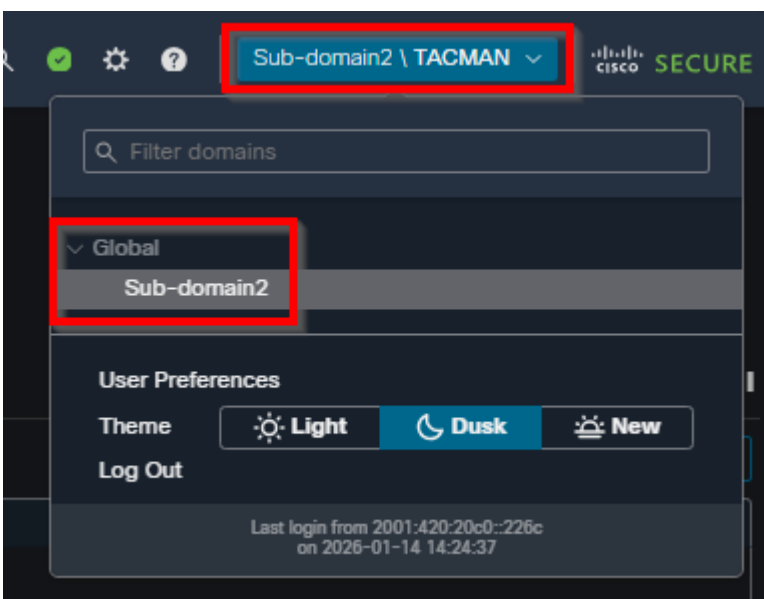 Sub-domain2 \ TACMAN
cisco SECURE
Filter domains
Global
Sub-domain2
User Preferences
Theme Light Dusk New
Log Out
Last login from 2001:420:20c0::226c
on 2026-01-14 14:24:37